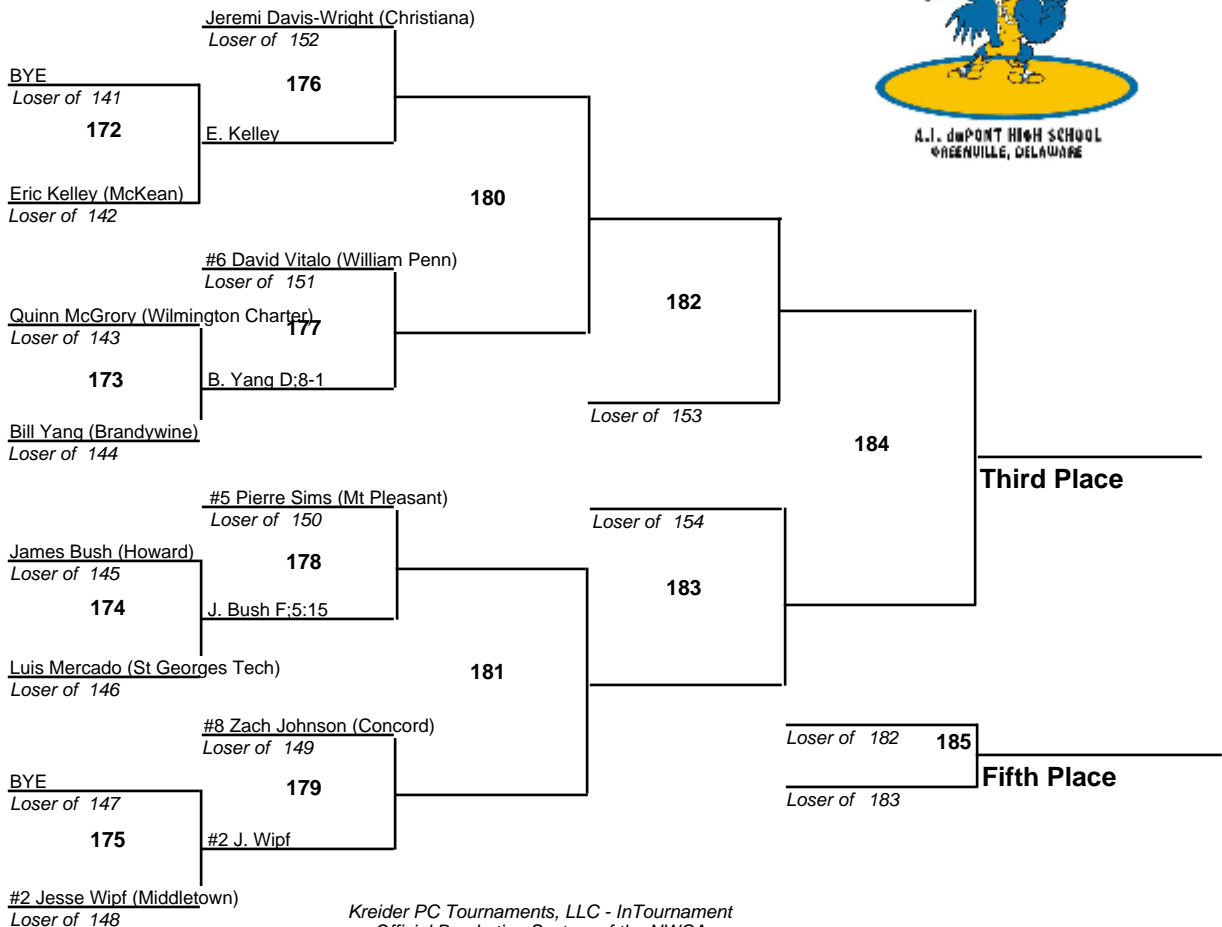 Jeremi Davis-Wright (Christiana)
Loser of 152
176
BYE
Loser of 141
172
E. Kelley
Eric Kelley (McKean)
Loser of 142
180
#6 David Vitalo (William Penn)
Loser of 151
Quinn McGrory (Wilmington Charter)
177
Loser of 143
173
B. Yang D;8-1
Bill Yang (Brandywine)
Loser of 144
182
Loser of 153
184
Third Place
#5 Pierre Sims (Mt Pleasant)
Loser of 150
178
James Bush (Howard)
Loser of 145
174
J. Bush F;5:15
Luis Mercado (St Georges Tech)
Loser of 146
181
Loser of 154
183
#8 Zach Johnson (Concord)
Loser of 149
179
BYE
Loser of 147
175
#2 J. Wipf
#2 Jesse Wipf (Middletown)
Loser of 148
Loser of 182
185
Fifth Place
Loser of 183
A.I. duPONT HIGH SCHOOL
GREENVILLE, DELAWARE
Kreider PC Tournaments, LLC - InTournament